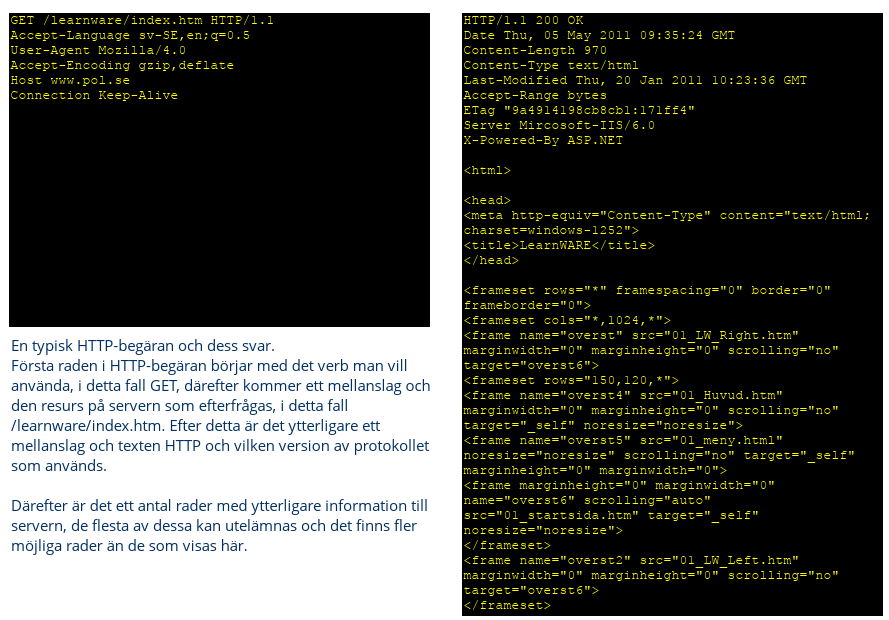 GET /learnware/index.htm HTTP/1.1
Accept-Language sv-SE,en;q=0.5
User-Agent Mozilla/4.0
Accept-Encoding gzip,deflate
Host www.pol.se
Connection Keep-Alive
En typisk HTTP-begäran och dess svar.
Första raden i HTTP-begäran börjar med det verb man vill
använda, i detta fall GET, därefter kommer ett mellanslag och
den resurs på servern som efterfrågas, i detta fall
/learnware/index.htm. Efter detta är det ytterligare ett
mellanslag och texten HTTP och vilken version av protokollet
som används.
Därefter är det ett antal rader med ytterligare information till
servern, de flesta av dessa kan utelämnas och det finns fler
möjliga rader än de som visas här.
HTTP/1.1 200 OK
Date Thu, 05 May 2011 09:35:24 GMT
Content-Length 970
Content-Type text/html
Last-Modified Thu, 20 Jan 2011 10:23:36 GMT
Accept-Range bytes
ETag "9a4914198cb8cb1:171ff4"
Server Mircosoft-IIS/6.0
X-Powered-By ASP.NET
<html>
<head>
<meta http-equiv="Content-Type" content="text/html;
charset=windows-1252">
<title>LearnWARE</title>
</head>
<frameset rows="*" framespacing="0" border="0"
frameborder="0">
<frameset cols="*,1024,*">
<frame name="overst" src="01_LW_Right.htm"
marginwidth="0" marginheight="0" scrolling="no"
target="overst6">
<frameset rows="150,120,*">
<frame name="overst4" src="01_Huvud.htm"
marginwidth="0" marginheight="0" scrolling="no"
target="_self" noresize="noresize">
<frame name="overst5" src="01_meny.html"
noresize="noresize" scrolling="no" target="_self"
marginheight="0" marginwidth="0">
<frame marginheight="0" marginwidth="0"
name="overst6" scrolling="auto"
src="01_startsida.htm" target="_self"
noresize="noresize">
</frameset>
<frame name="overst2" src="01_LW_Left.htm"
marginwidth="0" marginheight="0" scrolling="no"
target="overst6">
</frameset>